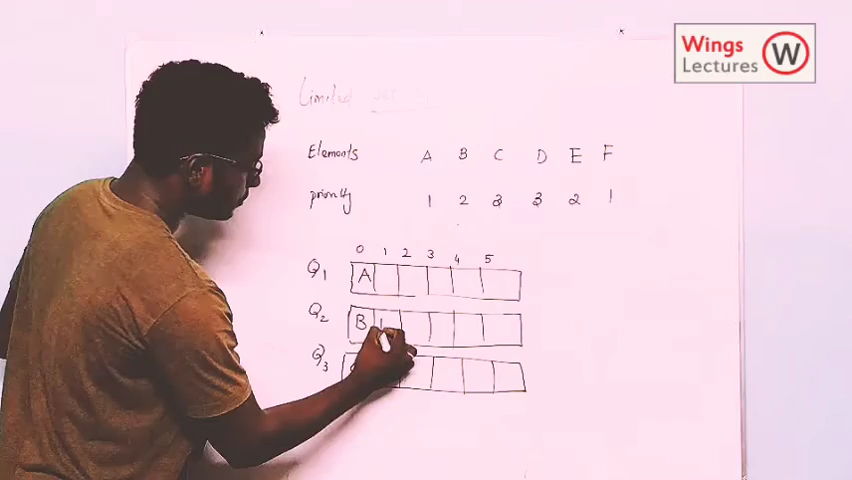 Wings
Lectures
W
Limited
Elements A B C D E F
priority 1 2 3 3 2 1
0 1 2 3 4 5
Q1 A
Q2 B
Q3